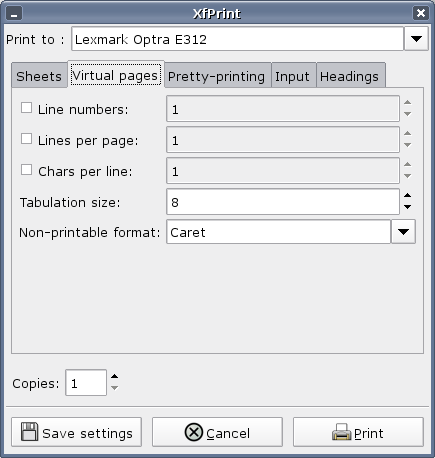 XfPrint
Print to : Lexmark Optra E312
Sheets Virtual pages Pretty-printing Input Headings
Line numbers: 1
Lines per page: 1
Chars per line: 1
Tabulation size: 8
Non-printable format: Caret
Copies: 1
Save settings Cancel Print